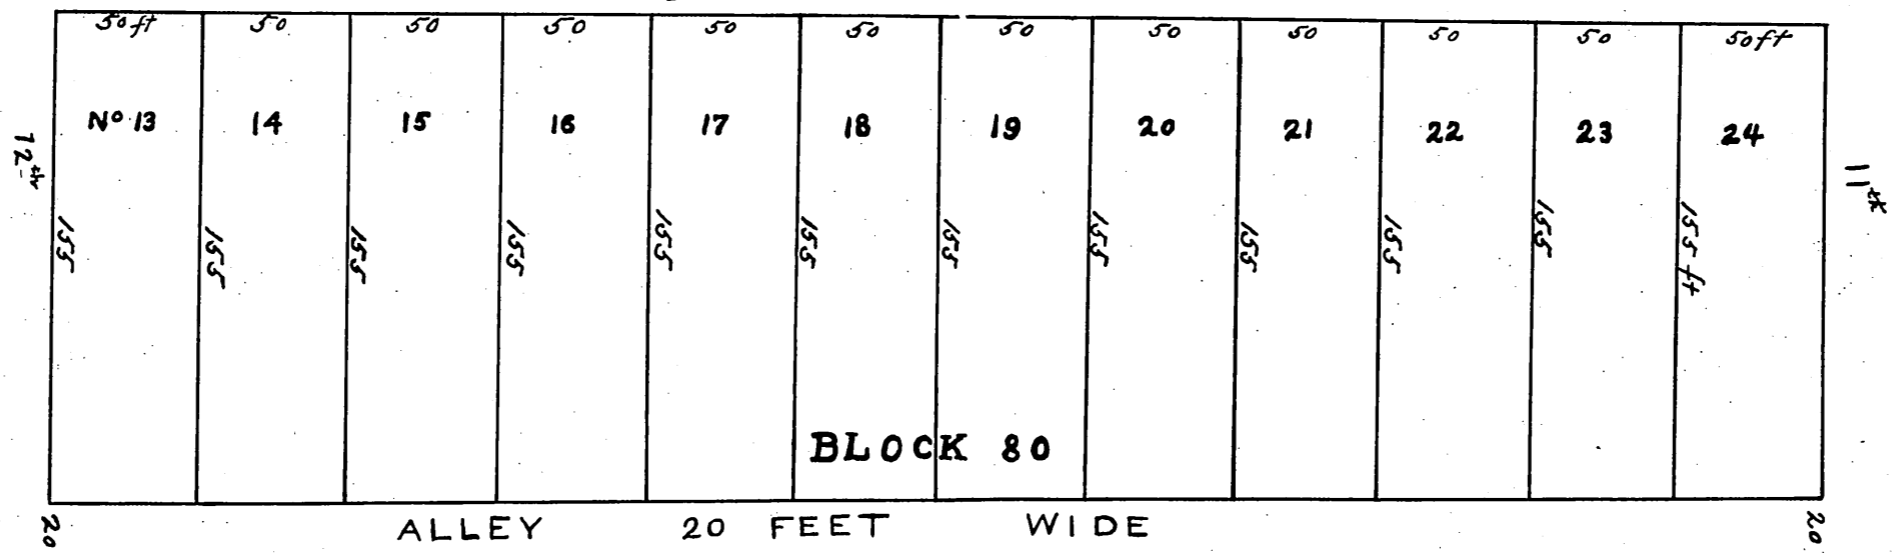 50ft 50 50 50 50 50 50 50 50 50 50 50ft
No 13 14 15 16 17 18 19 20 21 22 23 24
12th
11th
155 155 155 155 155 155 155 155 155 155 155 155 ft
BLOCK 80
20 ALLEY 20 FEET WIDE 20